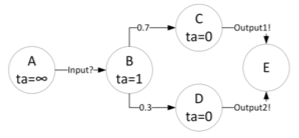 A
ta=∞
Input?
B
ta=1
0.7
0.3
C
ta=0
D
ta=0
Output1!
Output2!
E